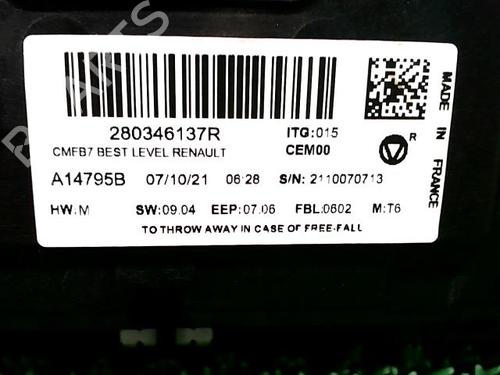 280346137R
ITG:015
CMFB7 BEST LEVEL RENAULT
CEM00
R
A14795B 07/10/21 06:28 S/N: 2110070713
HW:M SW:09.04 EEP:07.06 FBL:0602 M:T6
TO THROW AWAY IN CASE OF FREE-FALL
MADE IN FRANCE
PARTS